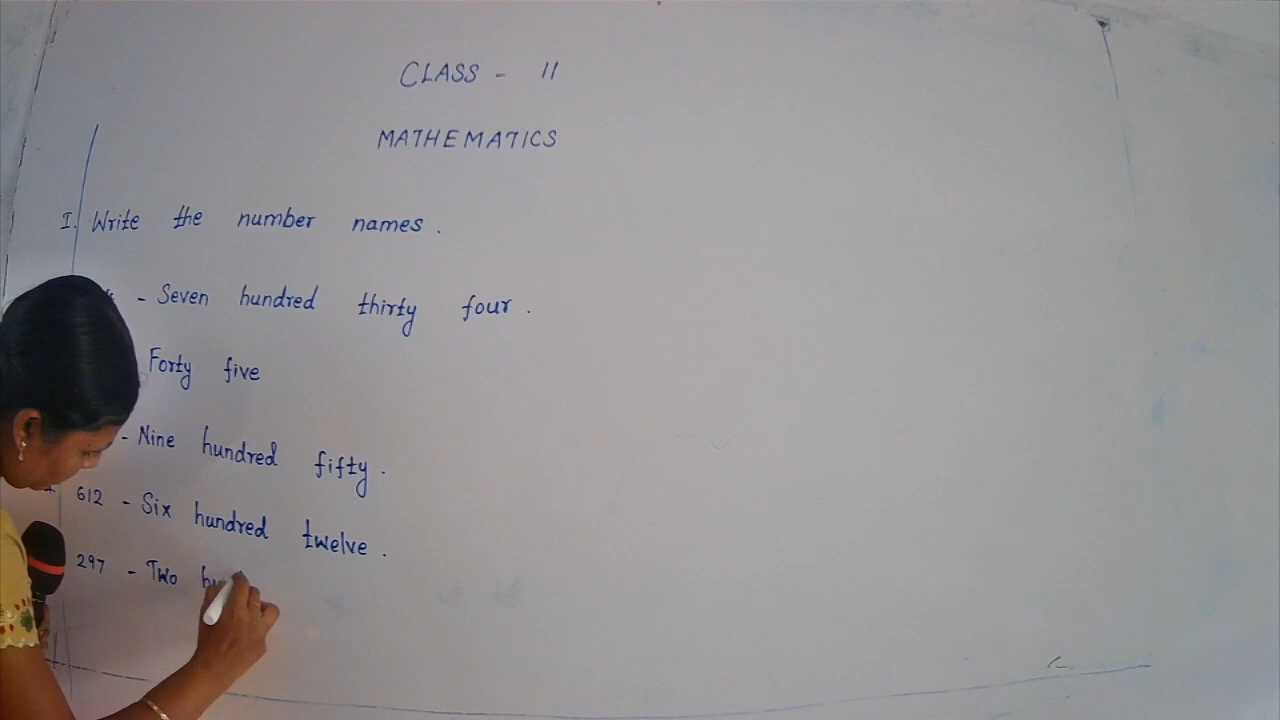 CLASS - II
MATHEMATICS
I. Write the number names.
- Seven hundred thirty four.
Forty five
- Nine hundred fifty.
612 - Six hundred twelve.
297 - Two